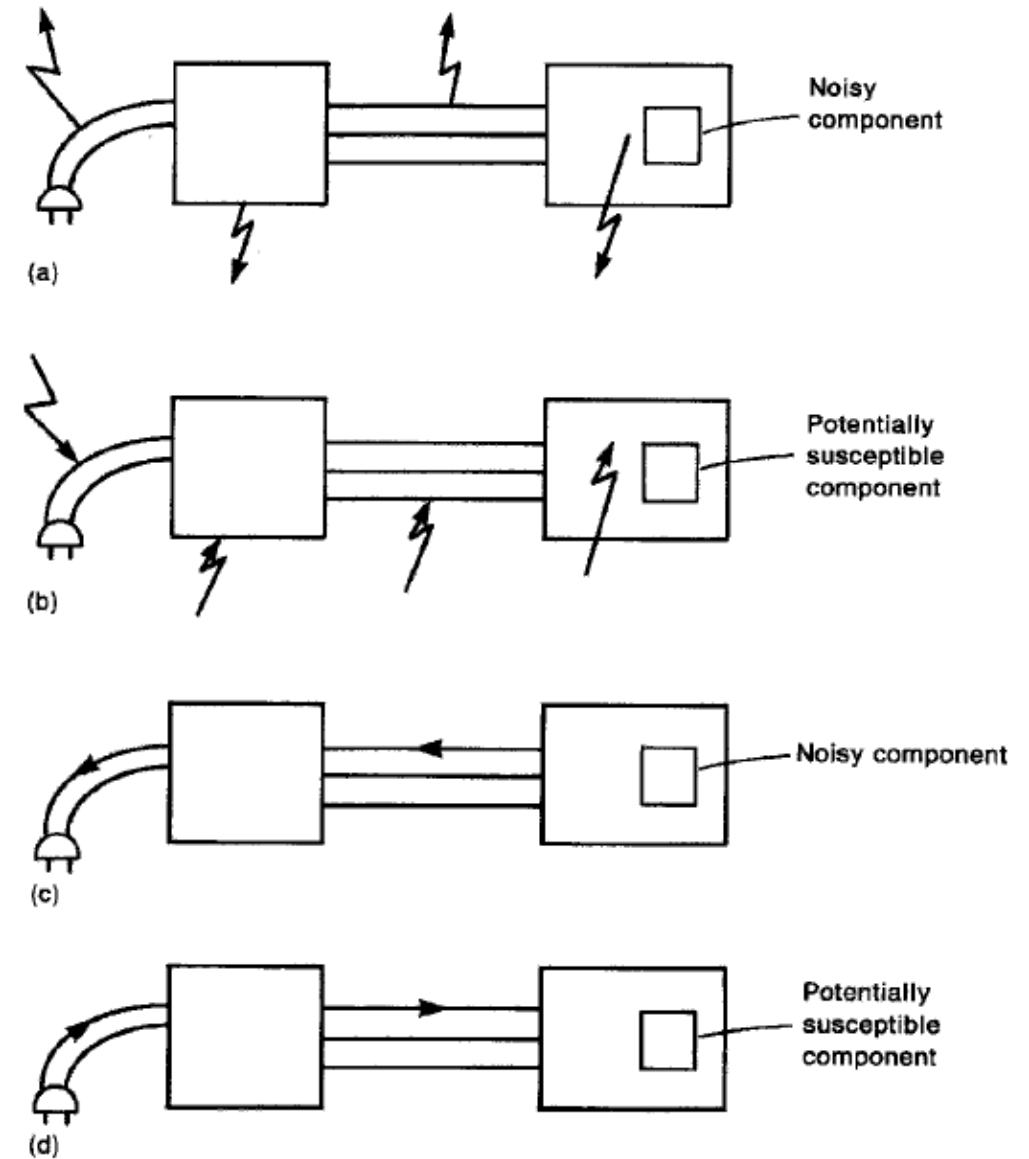 Noisy
component
(a)
Potentially
susceptible
component
(b)
Noisy component
(c)
Potentially
susceptible
component
(d)